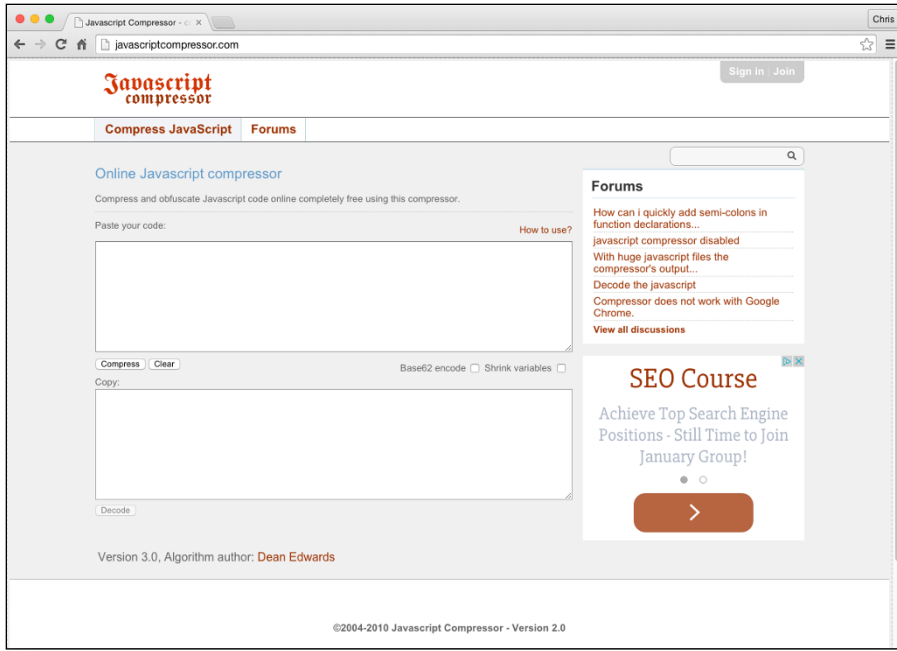 Javascript Compressor - c
Chris
javascriptcompressor.com
Sign in | Join
Javascript
compressor
Compress JavaScript
Forums
Online Javascript compressor
Compress and obfuscate Javascript code online completely free using this compressor.
Paste your code:
How to use?
Compress
Clear
Base62 encode
Shrink variables
Copy:
Decode
Version 3.0, Algorithm author: Dean Edwards
Forums
How can i quickly add semi-colons in
function declarations...
javascript compressor disabled
With huge javascript files the
compressor's output...
Decode the javascript
Compressor does not work with Google
Chrome.
View all discussions
SEO Course
Achieve Top Search Engine
Positions - Still Time to Join
January Group!
©2004-2010 Javascript Compressor - Version 2.0